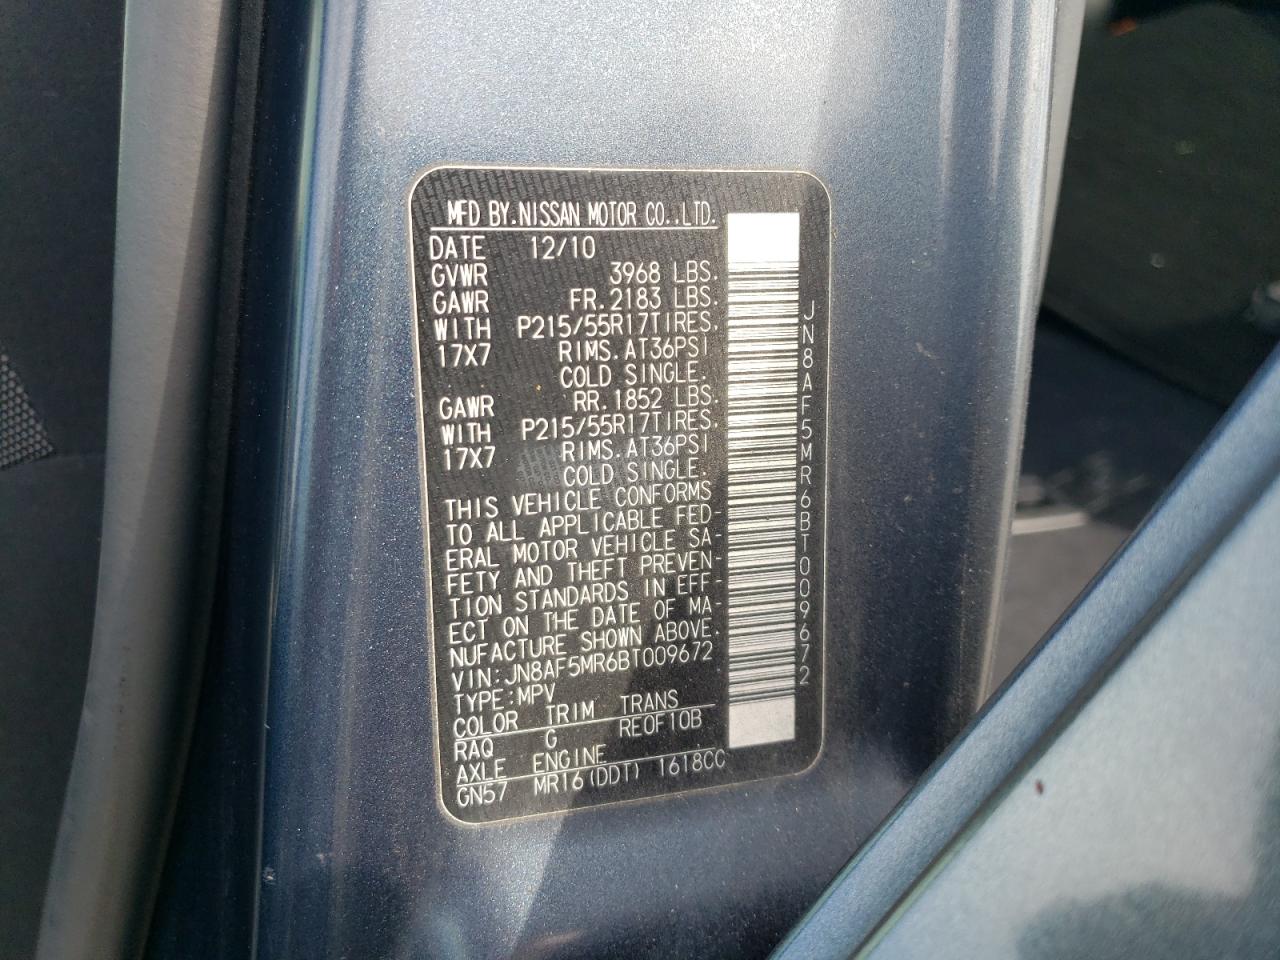 MFD BY.NISSAN MOTOR CO.,LTD.
DATE 12/10
GVWR 3968 LBS.
GAWR FR.2183 LBS.
WITH P215/55R17TIRES.
17X7 RIMS.AT36PSI
COLD SINGLE.
GAWR RR.1852 LBS.
WITH P215/55R17TIRES.
17X7 RIMS.AT36PSI
COLD SINGLE.
THIS VEHICLE CONFORMS
TO ALL APPLICABLE FED-
ERAL MOTOR VEHICLE SA-
FETY AND THEFT PREVEN-
TION STANDARDS IN EFF-
ECT ON THE DATE OF MA-
NUFACTURE SHOWN ABOVE.
VIN:JN8AF5MR6BT009672
TYPE:MPV
COLOR TRIM TRANS
RAQ G RE0F10B
AXLE ENGINE
GN57 MR16(DDT) 1618CC
JN8AF5MR6BT009672